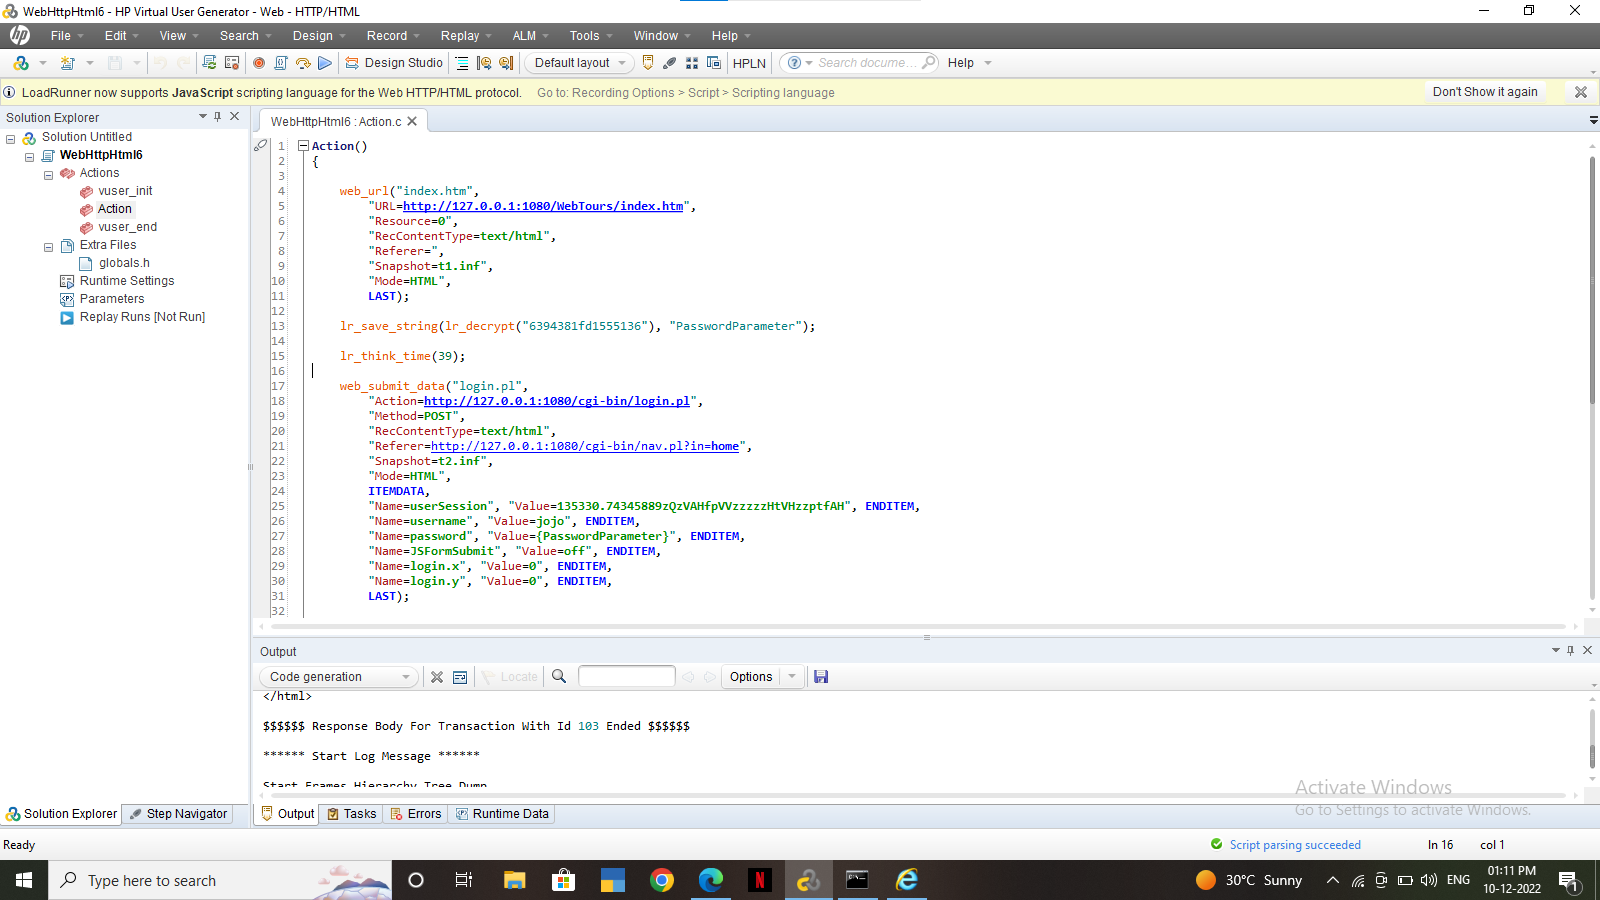 WebHttpHtml6 - HP Virtual User Generator - Web - HTTP/HTML
hp File Edit View Search Design Record Replay ALM Tools Window Help
Design Studio Default layout HPLN Search docume... Help
LoadRunner now supports JavaScript scripting language for the Web HTTP/HTML protocol. Go to: Recording Options > Script > Scripting language Don't Show it again
Solution Explorer
Solution Untitled
WebHttpHtml6
Actions
vuser_init
Action
vuser_end
Extra Files
globals.h
Runtime Settings
Parameters
Replay Runs [Not Run]
WebHttpHtml6 : Action.c
1 Action()
2 {
3
4 web_url("index.htm",
5 "URL=http://127.0.0.1:1080/WebTours/index.htm",
6 "Resource=0",
7 "RecContentType=text/html",
8 "Referer=",
9 "Snapshot=t1.inf",
10 "Mode=HTML",
11 LAST);
12
13 lr_save_string(lr_decrypt("6394381fd1555136"), "PasswordParameter");
14
15 lr_think_time(39);
16
17 web_submit_data("login.pl",
18 "Action=http://127.0.0.1:1080/cgi-bin/login.pl",
19 "Method=POST",
20 "RecContentType=text/html",
21 "Referer=http://127.0.0.1:1080/cgi-bin/nav.pl?in=home",
22 "Snapshot=t2.inf",
23 "Mode=HTML",
24 ITEMDATA,
25 "Name=userSession", "Value=135330.74345889zQzVAHfpVVzzzzzHtVHzzptfAH", ENDITEM,
26 "Name=username", "Value=jojo", ENDITEM,
27 "Name=password", "Value={PasswordParameter}", ENDITEM,
28 "Name=JSFormSubmit", "Value=off", ENDITEM,
29 "Name=login.x", "Value=0", ENDITEM,
30 "Name=login.y", "Value=0", ENDITEM,
31 LAST);
32
Output
Code generation Locate Options
</html>
$$$$$$ Response Body For Transaction With Id 103 Ended $$$$$$
****** Start Log Message ******
Start Frames Hierarchy Tree Dump
Activate Windows
Go to Settings to activate Windows.
Solution Explorer Step Navigator Output Tasks Errors Runtime Data
Ready Script parsing succeeded ln 16 col 1
Type here to search 30°C Sunny ENG 01:11 PM
10-12-2022
1